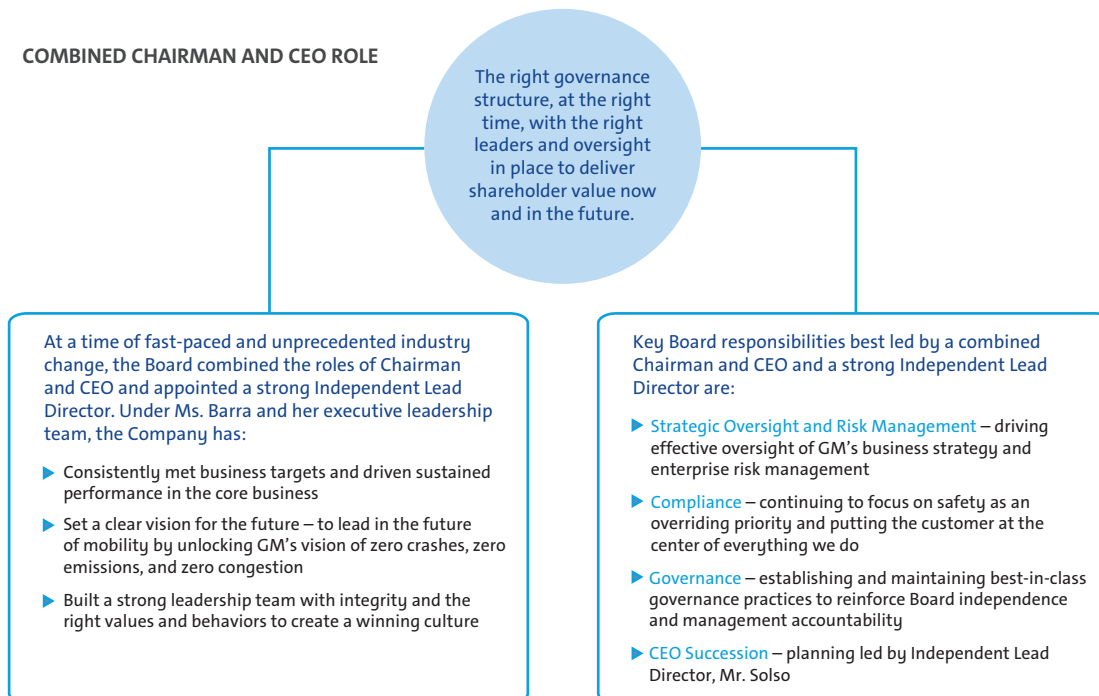 COMBINED CHAIRMAN AND CEO ROLE
The right governance
structure, at the right
time, with the right
leaders and oversight
in place to deliver
shareholder value now
and in the future.
At a time of fast-paced and unprecedented industry
change, the Board combined the roles of Chairman
and CEO and appointed a strong Independent Lead
Director. Under Ms. Barra and her executive leadership
team, the Company has:
▶ Consistently met business targets and driven sustained
performance in the core business
▶ Set a clear vision for the future – to lead in the future
of mobility by unlocking GM's vision of zero crashes, zero
emissions, and zero congestion
▶ Built a strong leadership team with integrity and the
right values and behaviors to create a winning culture
Key Board responsibilities best led by a combined
Chairman and CEO and a strong Independent Lead
Director are:
▶ Strategic Oversight and Risk Management – driving
effective oversight of GM's business strategy and
enterprise risk management
▶ Compliance – continuing to focus on safety as an
overriding priority and putting the customer at the
center of everything we do
▶ Governance – establishing and maintaining best-in-class
governance practices to reinforce Board independence
and management accountability
▶ CEO Succession – planning led by Independent Lead
Director, Mr. Solso